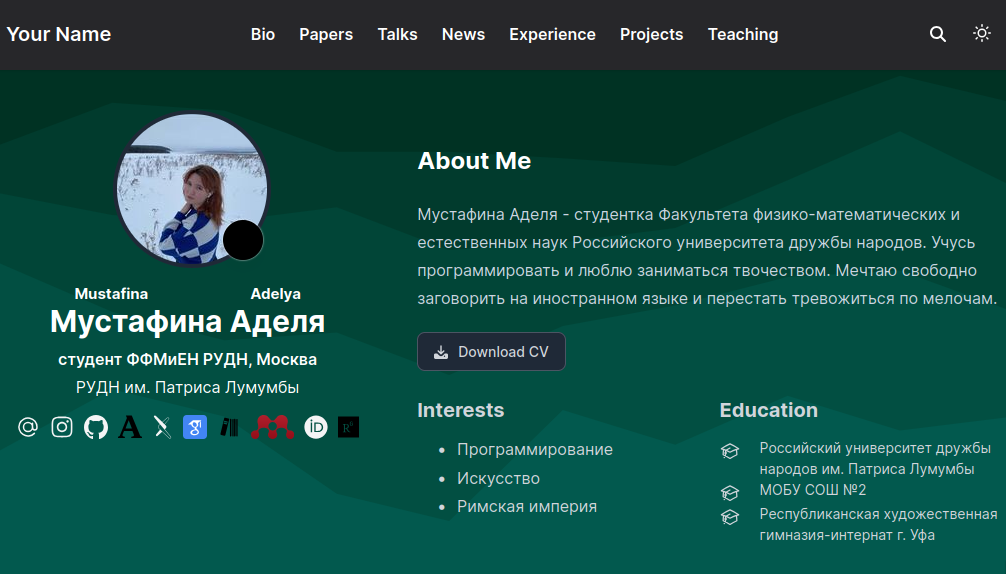 Your Name
Bio Papers Talks News Experience Projects Teaching
Mustafina Adelya
Мустафина Аделя
студент ФФМиЕН РУДН, Москва
РУДН им. Патриса Лумумбы
About Me
Мустафина Аделя - студентка Факультета физико-математических и
естественных наук Российского университета дружбы народов. Учусь
программировать и люблю заниматься твочеством. Мечтаю свободно
заговорить на иностранном языке и перестать тревожиться по мелочам.
Download CV
Interests
Программирование
Искусство
Римская империя
Education
Российский университет дружбы
народов им. Патриса Лумумбы
МОБУ СОШ №2
Республиканская художественная
гимназия-интернат г. Уфа